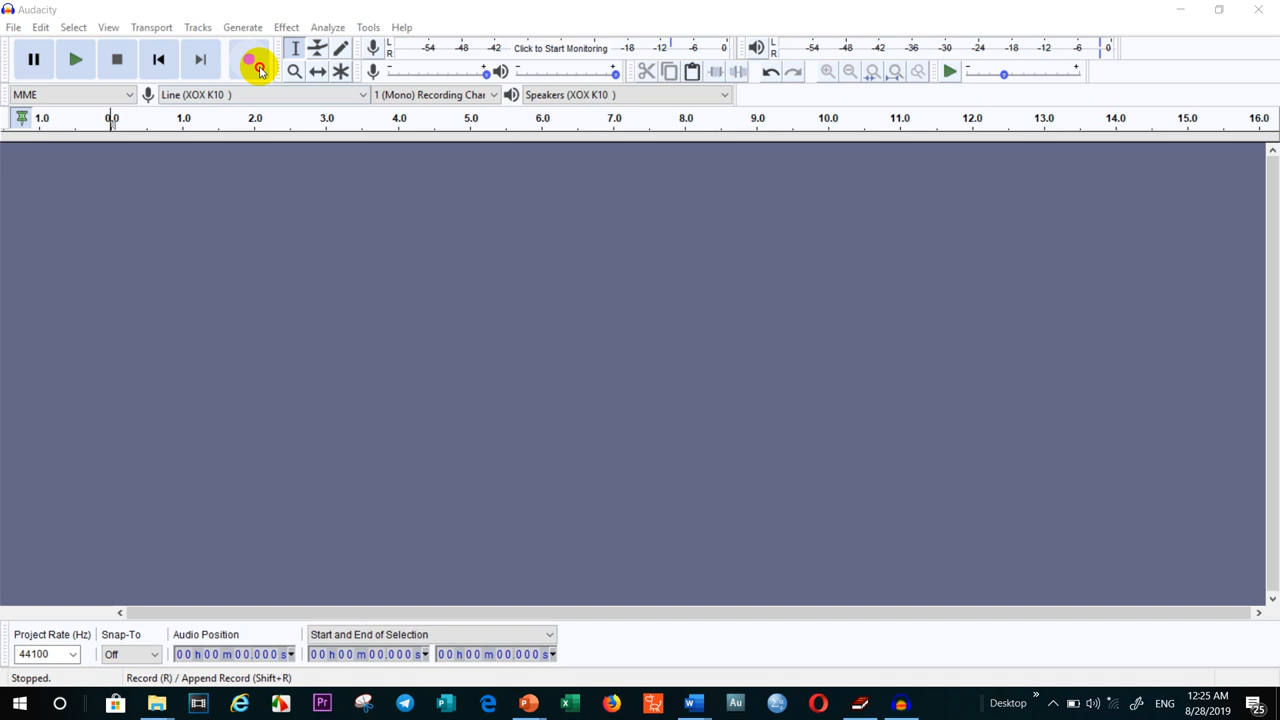 Audacity
File Edit Select View Transport Tracks Generate Effect Analyze Tools Help
L R -54 -48 -42 Click to Start Monitoring -18 -12 -6 0 L R -54 -48 -42 -36 -30 -24 -18 -12 -6 0
- + - + - +
MME Line (XOX K10 ) 1 (Mono) Recording Chan Speakers (XOX K10 )
1.0 0.0 1.0 2.0 3.0 4.0 5.0 6.0 7.0 8.0 9.0 10.0 11.0 12.0 13.0 14.0 15.0 16.0
Project Rate (Hz) Snap-To Audio Position Start and End of Selection
44100 Off 00 h 00 m 00.000 s 00 h 00 m 00.000 s 00 h 00 m 00.000 s
Stopped. Record (R) / Append Record (Shift+R)
Pr P X W Au Desktop » ENG 12:25 AM
8/28/2019 25